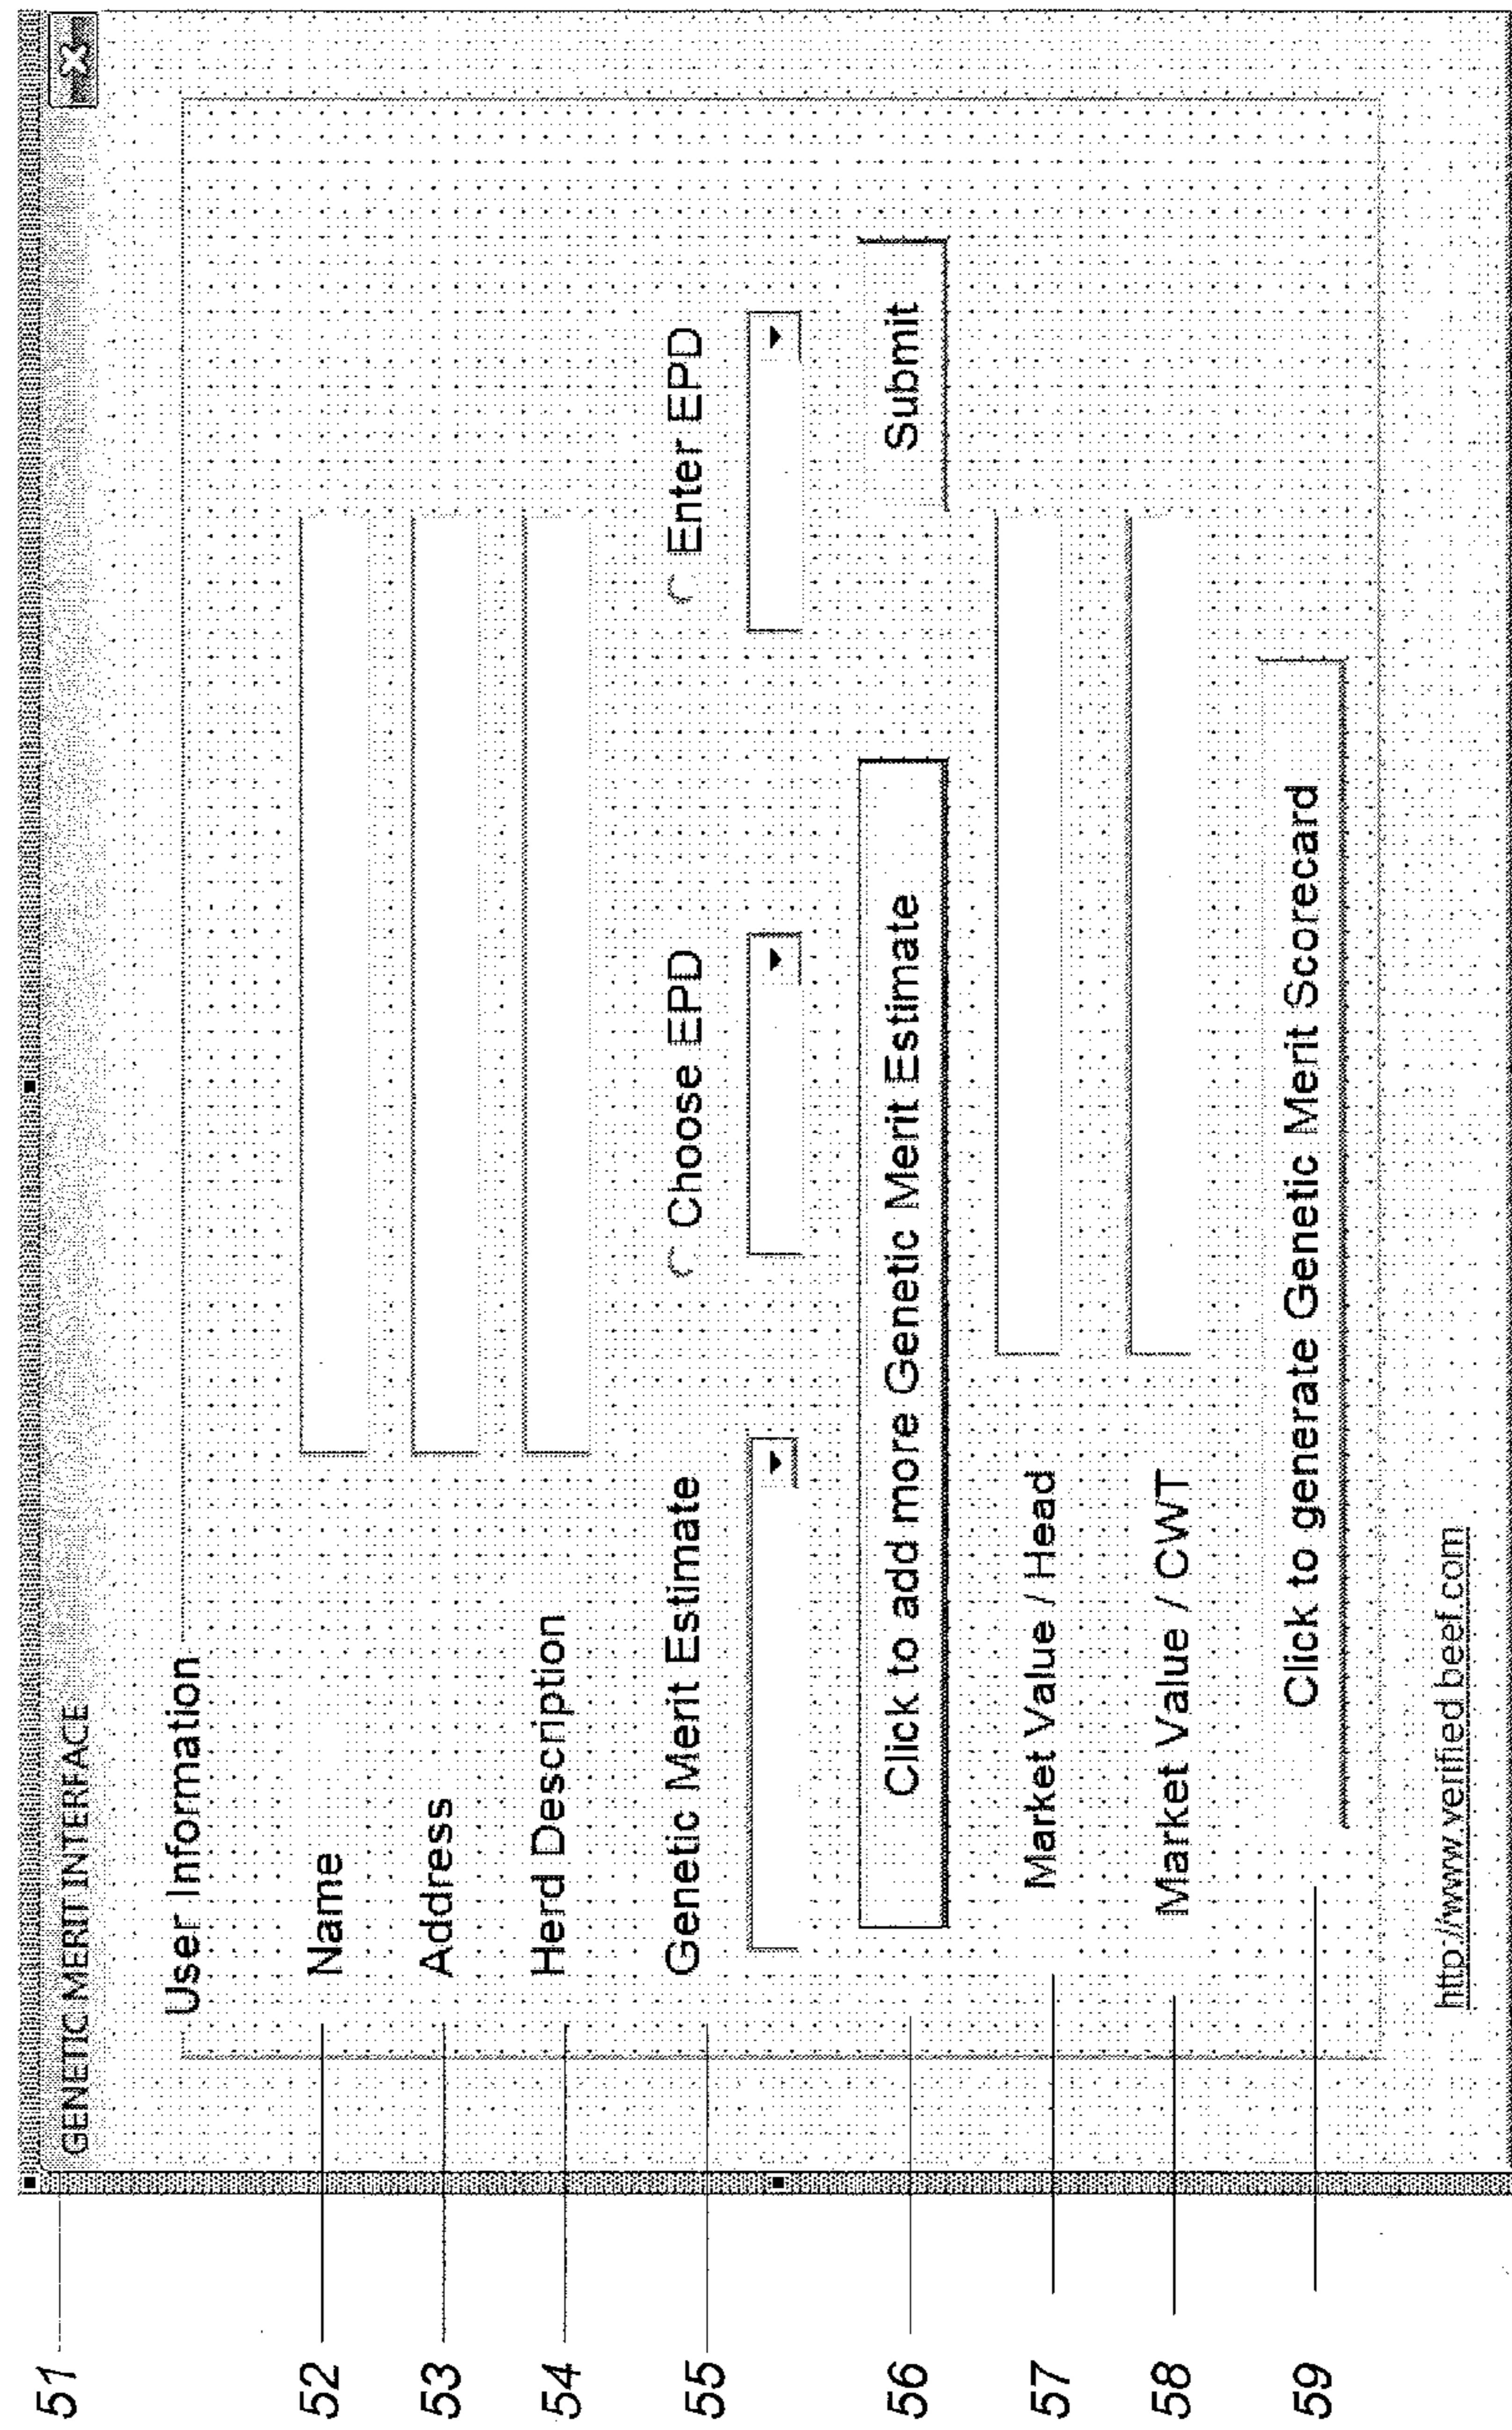 51 GENETIC MERIT INTERFACE
User Information
52 Name
53 Address
54 Herd Description
55 Genetic Merit Estimate Choose EPD Enter EPD
56 Click to add more Genetic Merit Estimate Submit
57 Market Value / Head
58 Market Value / CWT
59 Click to generate Genetic Merit Scorecard
http://www.verified beef.com